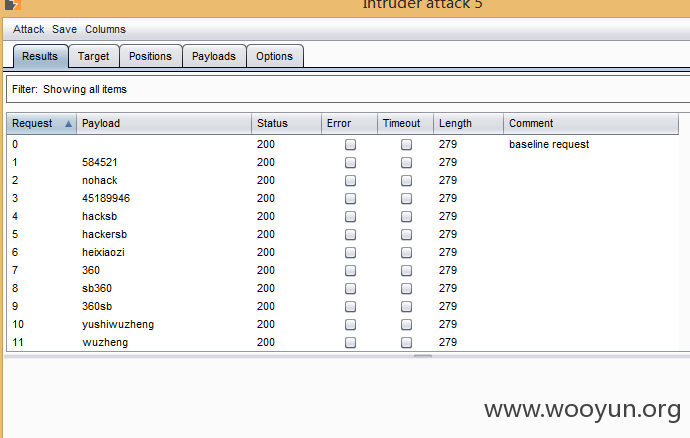 Intruder attack 5
Attack Save Columns
Results Target Positions Payloads Options
Filter: Showing all items
Request Payload Status Error Timeout Length Comment
0 200 279 baseline request
1 584521 200 279
2 nohack 200 279
3 45189946 200 279
4 hacksb 200 279
5 hackersb 200 279
6 heixiaozi 200 279
7 360 200 279
8 sb360 200 279
9 360sb 200 279
10 yushiwuzheng 200 279
11 wuzheng 200 279
www.wooyun.org